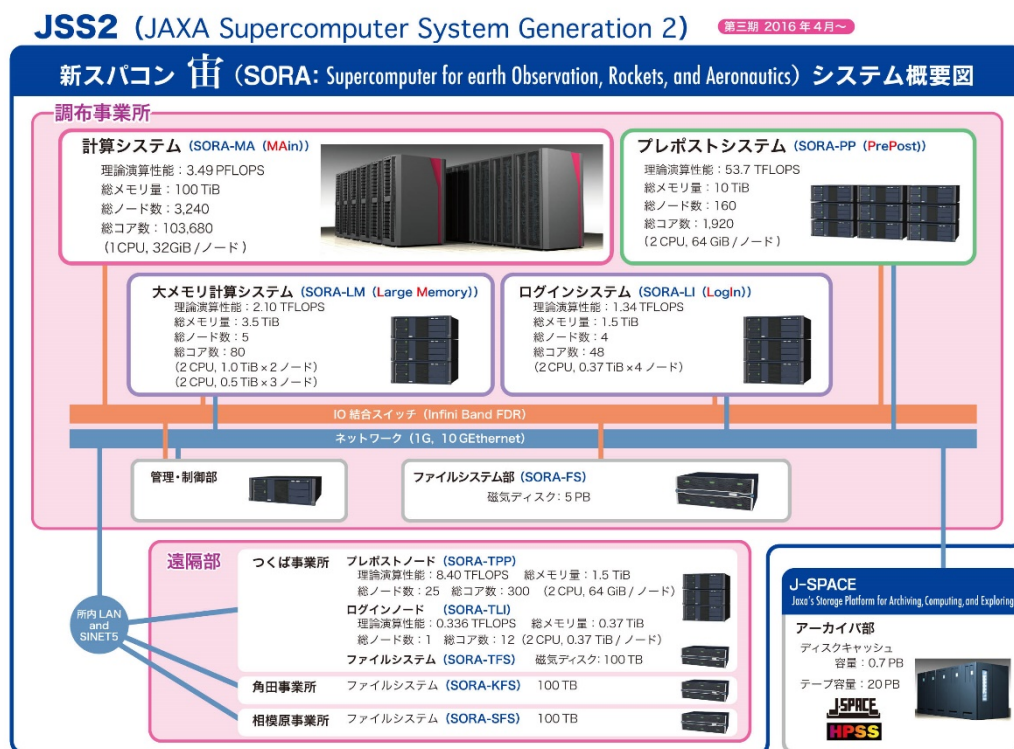 JSS2 (JAXA Supercomputer System Generation 2)
第三期 2016年4月〜
新スパコン 宙 (SORA: Supercomputer for earth Observation, Rockets, and Aeronautics) システム概要図
調布事業所
計算システム (SORA-MA (MAin))
理論演算性能:3.49 PFLOPS
総メモリ量:100 TiB
総ノード数:3,240
総コア数:103,680
(1CPU, 32GiB/ノード)
プレポストシステム (SORA-PP (PrePost))
理論演算性能:53.7 TFLOPS
総メモリ量:10 TiB
総ノード数:160
総コア数:1,920
(2 CPU, 64 GiB/ノード)
大メモリ計算システム (SORA-LM (Large Memory))
理論演算性能:2.10 TFLOPS
総メモリ量:3.5 TiB
総ノード数:5
総コア数:80
(2 CPU, 1.0 TiB×2ノード)
(2 CPU, 0.5 TiB×3ノード)
ログインシステム (SORA-LI (LogIn))
理論演算性能:1.34 TFLOPS
総メモリ量:1.5 TiB
総ノード数:4
総コア数:48
(2 CPU, 0.37 TiB×4ノード)
IO 結合スイッチ (Infini Band FDR)
ネットワーク (1G, 10 GEthernet)
管理・制御部
ファイルシステム部 (SORA-FS)
磁気ディスク:5 PB
所内 LAN
and
SINET5
遠隔部
つくば事業所
プレポストノード (SORA-TPP)
理論演算性能:8.40 TFLOPS 総メモリ量:1.5 TiB
総ノード数:25 総コア数:300 (2 CPU, 64 GiB/ノード)
ログインノード (SORA-TLI)
理論演算性能:0.336 TFLOPS 総メモリ量:0.37 TiB
総ノード数:1 総コア数:12 (2 CPU, 0.37 TiB/ノード)
ファイルシステム (SORA-TFS) 磁気ディスク:100 TB
角田事業所 ファイルシステム (SORA-KFS) 100 TB
相模原事業所 ファイルシステム (SORA-SFS) 100 TB
J-SPACE
Jaxa's Storage Platform for Archiving, Computing, and Exploring
アーカイバ部
ディスクキャッシュ
容量:0.7 PB
テープ容量:20 PB
J-SPACE
HPSS